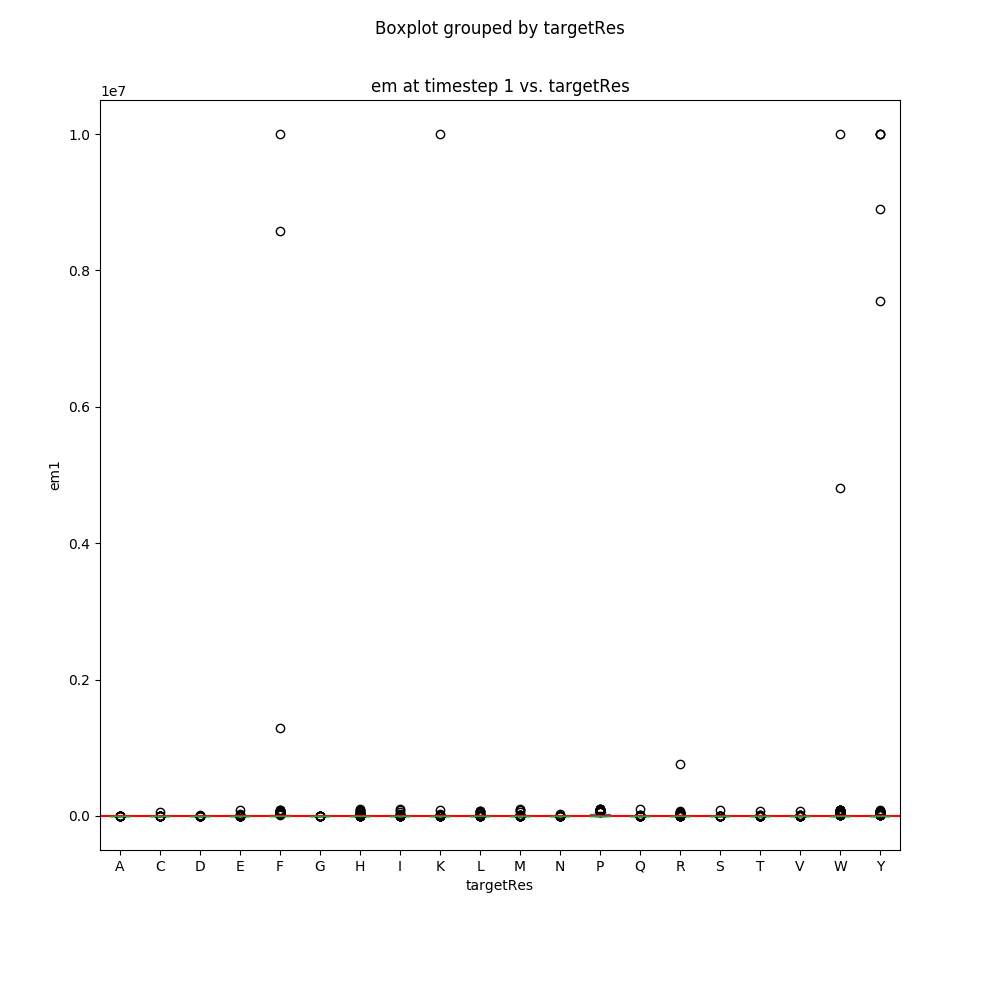 Boxplot grouped by targetRes
em at timestep 1 vs. targetRes
1e7
1.0
0.8
0.6
0.4
0.2
0.0
em1
A C D E F G H I K L M N P Q R S T V W Y
targetRes